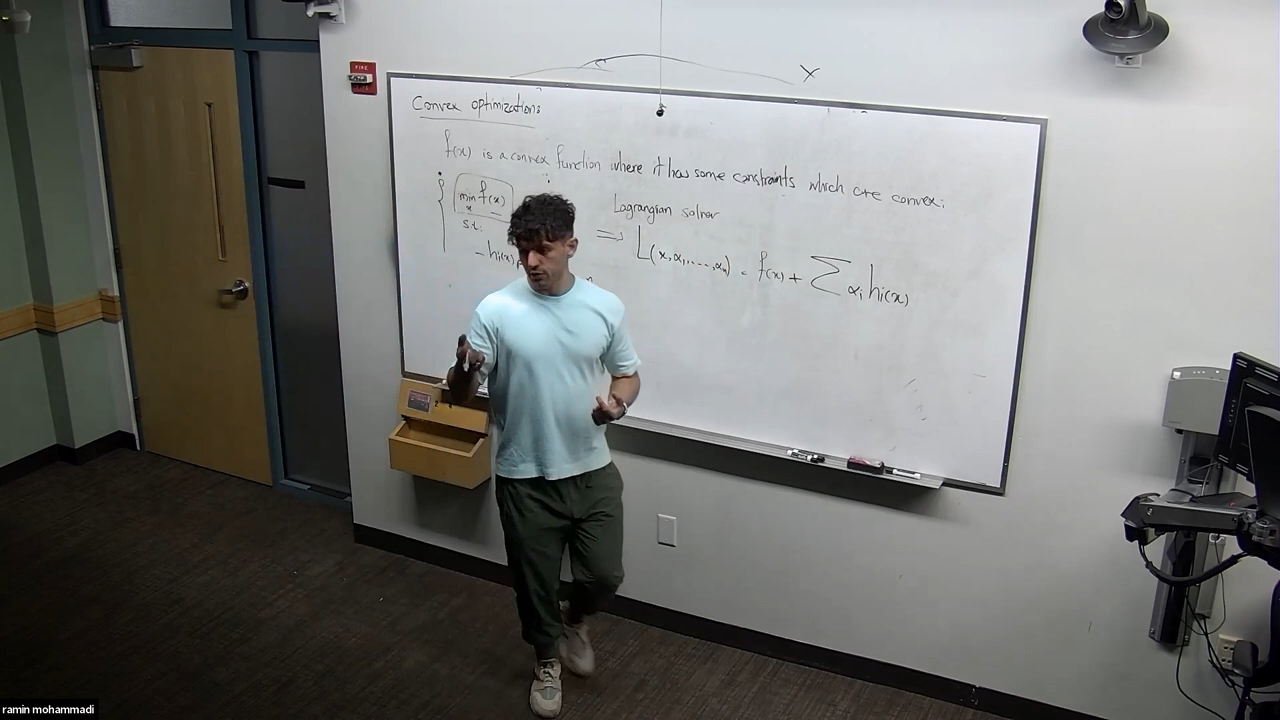 Convex optimizations
f(x) is a convex function where it has some constraints which are convex.
min f(x)
x
s.t.
- hi(x)
Lagrangian solver
⇒ L(x, α₁, ..., αₙ) = f(x) + ∑ αᵢ hi(x)
FIRE
ramin mohammadi